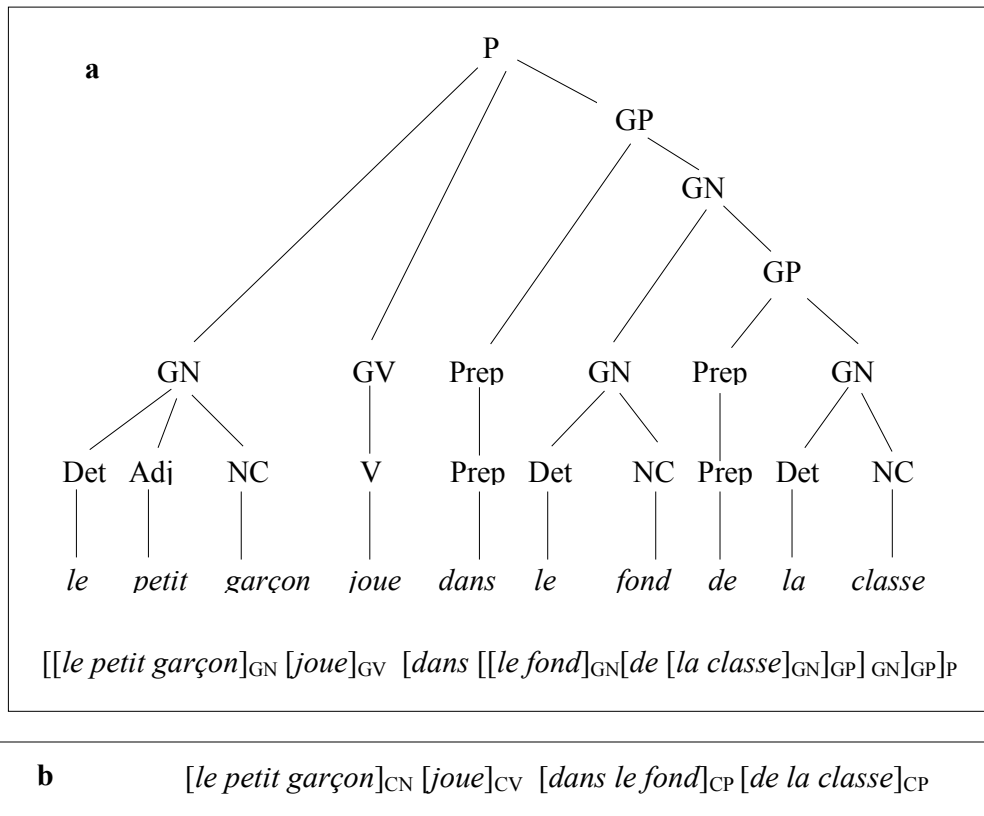 P
a
GP
GN
GP
GN GV Prep GN Prep GN
Det Adj NC V Prep Det NC Prep Det NC
le petit garçon joue dans le fond de la classe
[[le petit garçon]GN [joue]GV [dans [[le fond]GN[de [la classe]GN]GP] GN]GP]P
b [le petit garçon]CN [joue]CV [dans le fond]CP [de la classe]CP